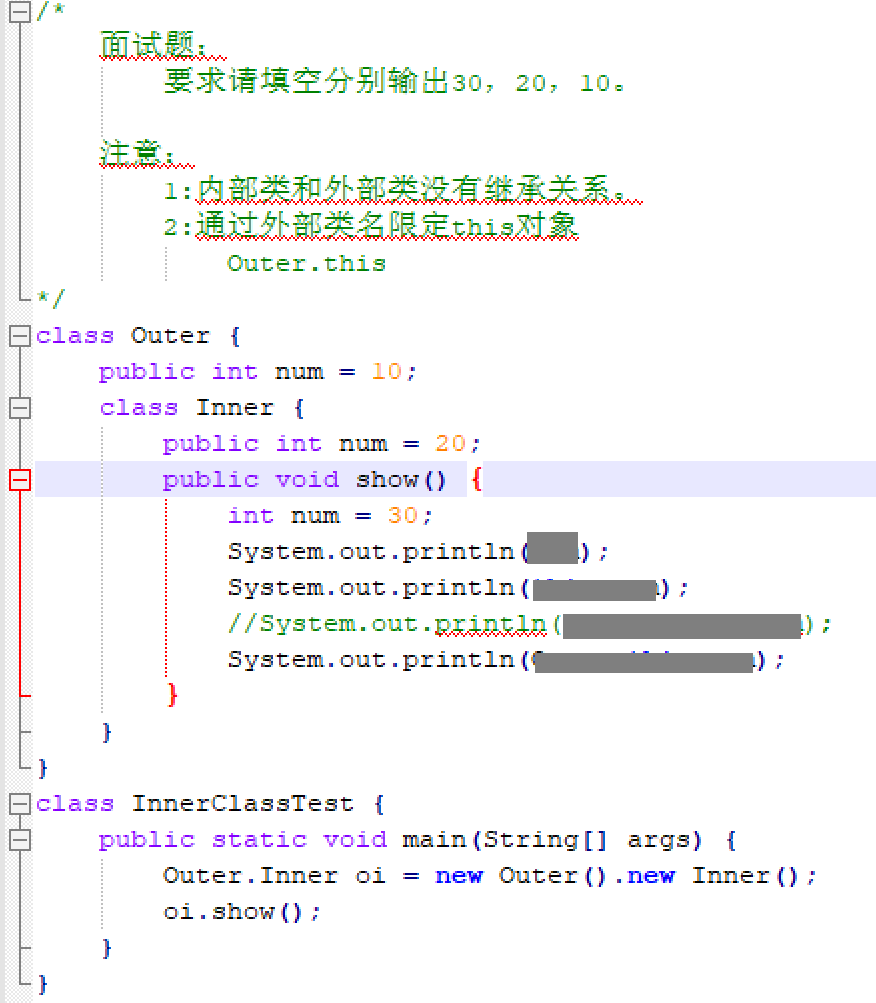 /*
面试题:
要求请填空分别输出30, 20, 10。
注意:
1:内部类和外部类没有继承关系。
2:通过外部类名限定this对象
Outer.this
*/
class Outer {
public int num = 10;
class Inner {
public int num = 20;
public void show() {
int num = 30;
System.out.println();
System.out.println();
//System.out.println();
System.out.println();
}
}
}
class InnerClassTest {
public static void main(String[] args) {
Outer.Inner oi = new Outer().new Inner();
oi.show();
}
}